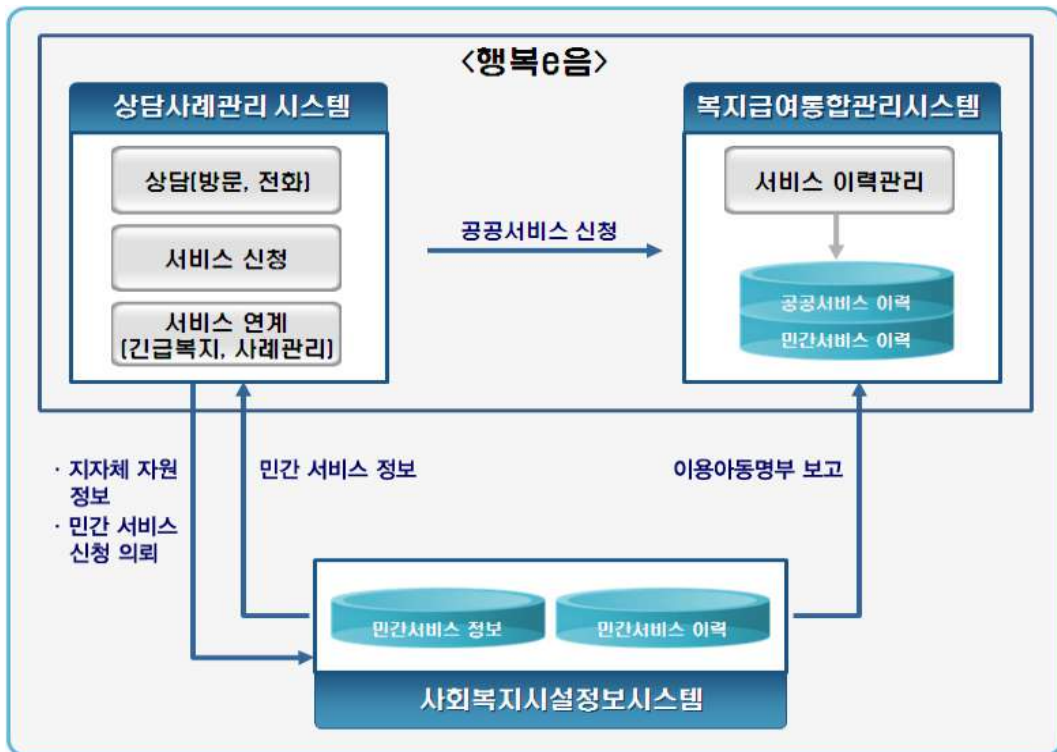 <행복e음>
상담사례관리 시스템
상담(방문, 전화)
서비스 신청
서비스 연계
(긴급복지, 사례관리)
공공서비스 신청
복지급여통합관리시스템
서비스 이력관리
공공서비스 이력
민간서비스 이력
· 지자체 자원
정보
· 민간 서비스
신청 의뢰
민간 서비스 정보
이용아동명부 보고
민간서비스 정보
민간서비스 이력
사회복지시설정보시스템